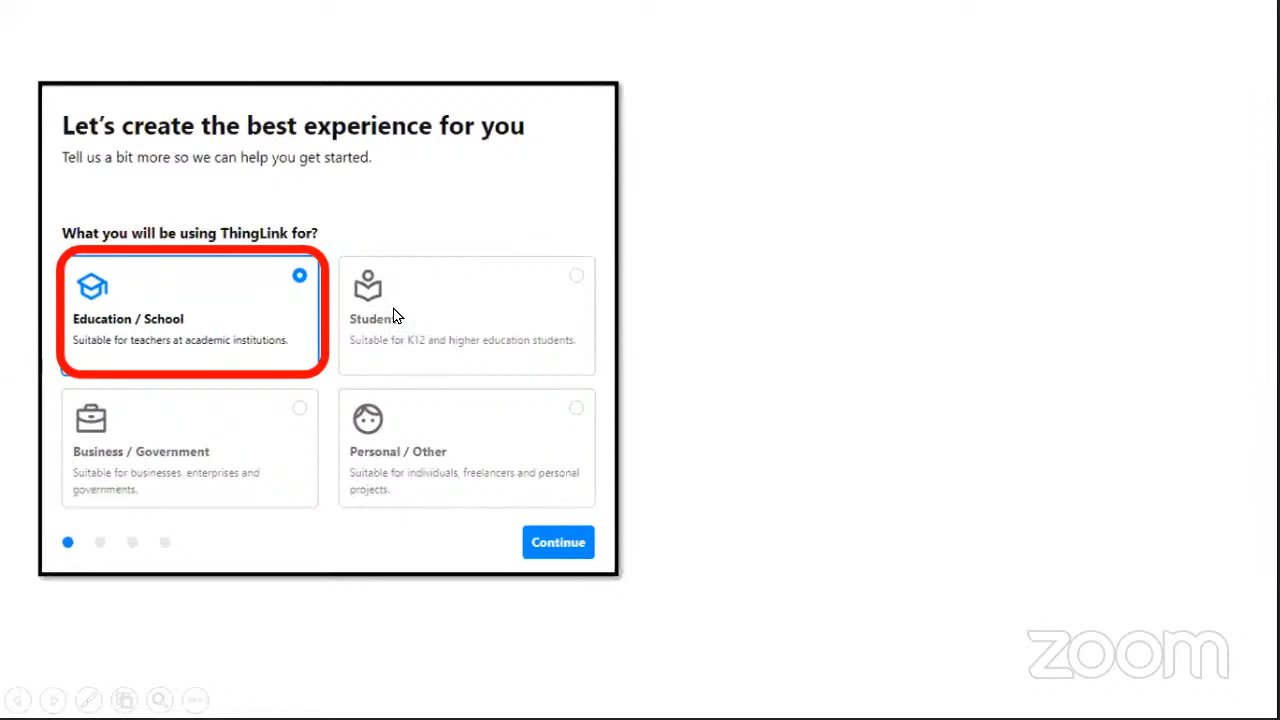 Let's create the best experience for you
Tell us a bit more so we can help you get started.
What you will be using ThingLink for?
Education / School
Suitable for teachers at academic institutions.
Student
Suitable for K12 and higher education students.
Business / Government
Suitable for businesses, enterprises and
governments.
Personal / Other
Suitable for individuals, freelancers and personal
projects.
Continue
zoom